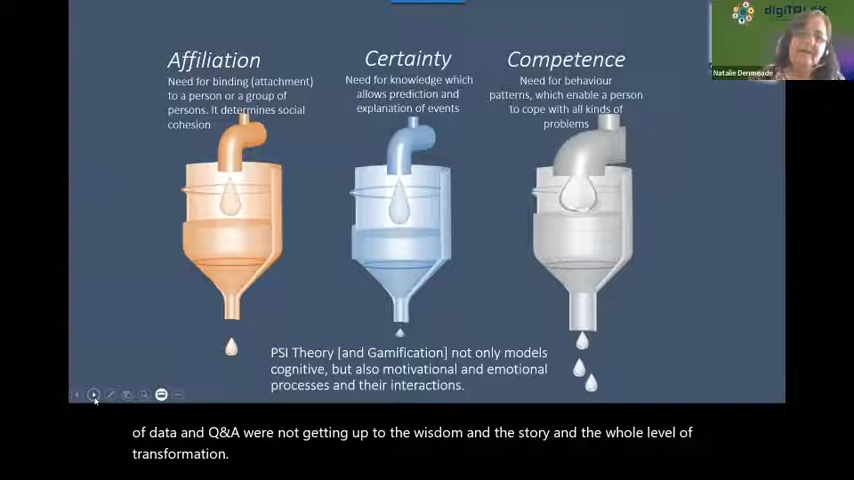 Affiliation
Need for binding (attachment)
to a person or a group of
persons. It determines social
cohesion
Certainty
Need for knowledge which
allows prediction and
explanation of events
Competence
Need for behaviour
patterns, which enable a person
to cope with all kinds of
problems
Natalie Denmeade
PSI Theory [and Gamification] not only models
cognitive, but also motivational and emotional
processes and their interactions.
of data and Q&A were not getting up to the wisdom and the story and the whole level of
transformation.